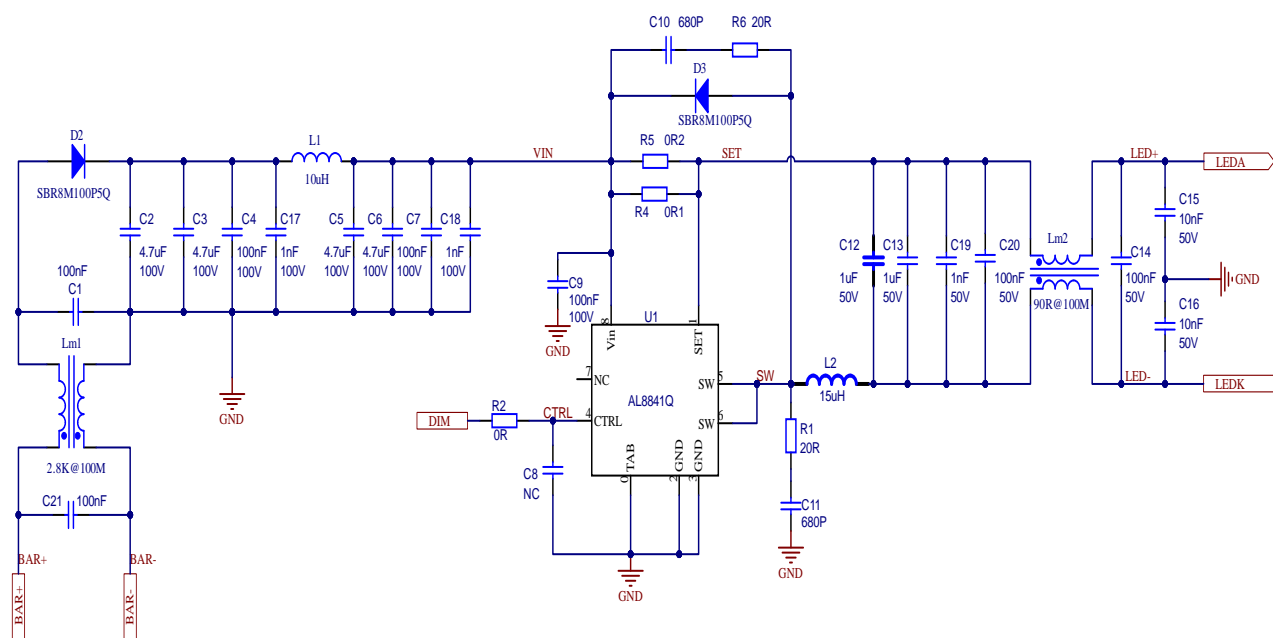 C10 680P
R6 20R
D3
SBR8M100P5Q
D2
SBR8M100P5Q
L1
10uH
VIN
R5 0R2
SET
R4 0R1
LED+
LEDA
C2
4.7uF
100V
C3
4.7uF
100V
C4
100nF
100V
C17
1nF
100V
C5
4.7uF
100V
C6
4.7uF
100V
C7
100nF
100V
C18
1nF
100V
C15
10nF
50V
C12
1uF
50V
C13
1uF
50V
C19
1nF
50V
C20
100nF
50V
Lm2
90R@100M
C14
100nF
50V
GND
C16
10nF
50V
100nF
C1
C9
100nF
100V
GND
U1
8
Vin
1
SET
7
NC
AL8841Q
4
CTRL
5
SW
6
SW
0
TAB
2
GND
3
GND
Lm1
2.8K@100M
GND
DIM
R2
0R
CTRL
C8
NC
GND
SW
L2
15uH
LED-
LEDK
R1
20R
C11
680P
GND
C21 100nF
BAR+
BAR-
BAR+
BAR-